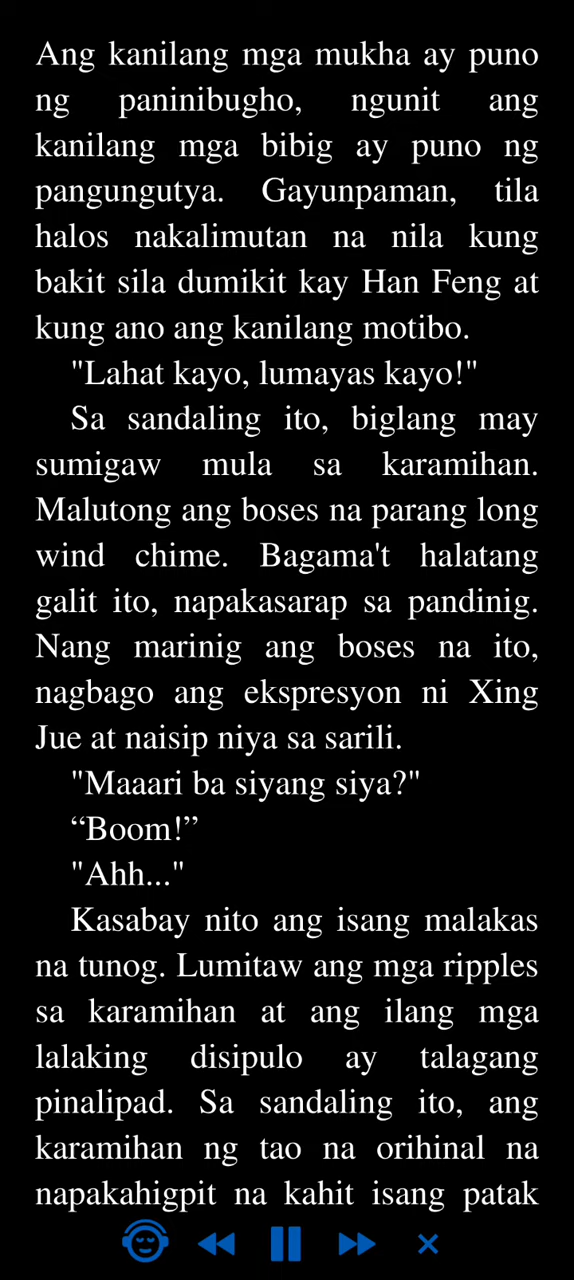 Ang kanilang mga mukha ay puno
ng paninibugho, ngunit ang
kanilang mga bibig ay puno ng
pangungutya. Gayunpaman, tila
halos nakalimutan na nila kung
bakit sila dumikit kay Han Feng at
kung ano ang kanilang motibo.
"Lahat kayo, lumayas kayo!"
Sa sandaling ito, biglang may
sumigaw mula sa karamihan.
Malutong ang boses na parang long
wind chime. Bagama't halatang
galit ito, napakasarap sa pandinig.
Nang marinig ang boses na ito,
nagbago ang ekspresyon ni Xing
Jue at naisip niya sa sarili.
"Maaari ba siyang siya?"
“Boom!”
"Ahh..."
Kasabay nito ang isang malakas
na tunog. Lumitaw ang mga ripples
sa karamihan at ang ilang mga
lalaking disipulo ay talagang
pinalipad. Sa sandaling ito, ang
karamihan ng tao na orihinal na
napakahigpit na kahit isang patak